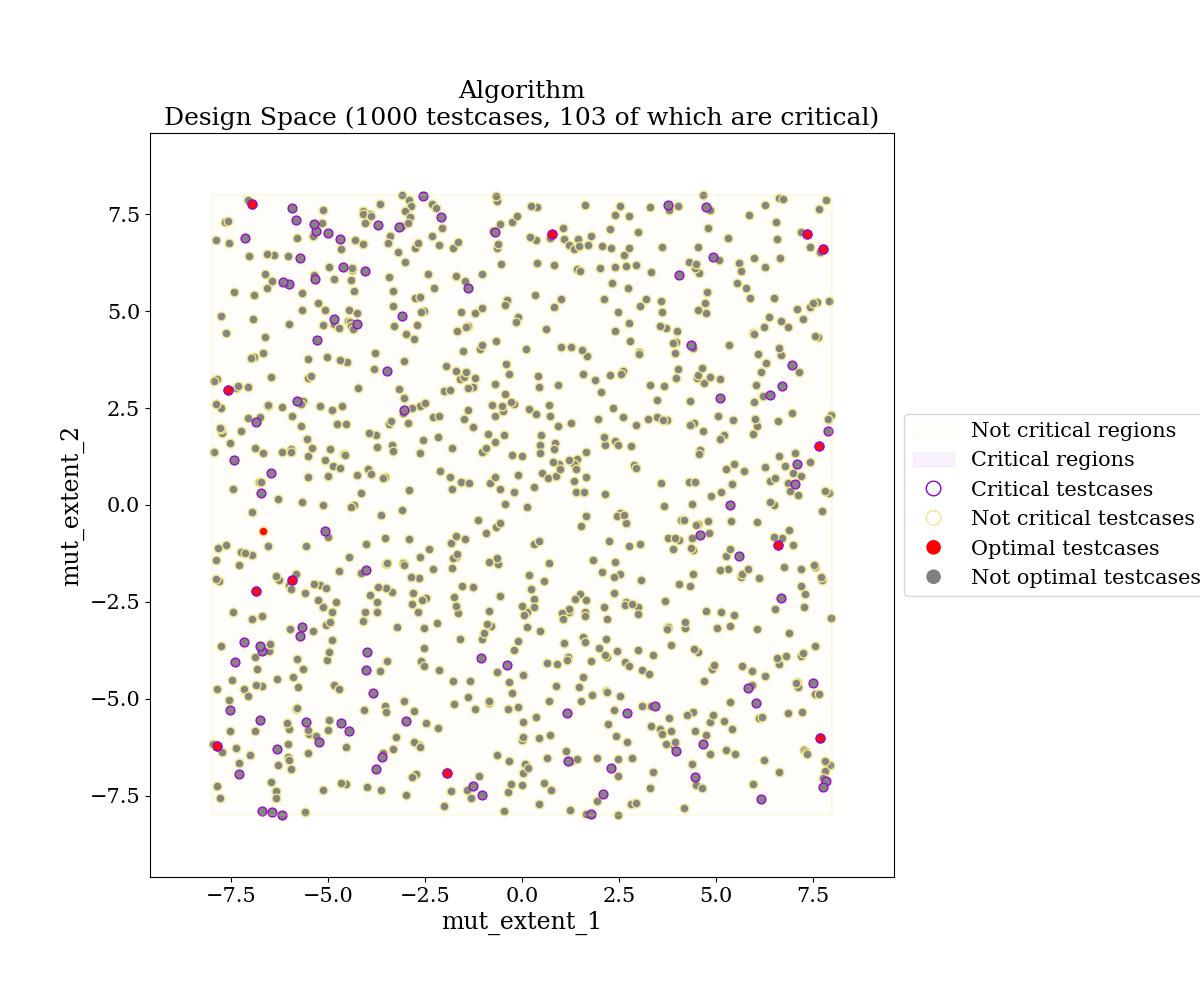 Algorithm
Design Space (1000 testcases, 103 of which are critical)
7.5
5.0
2.5
0.0
−2.5
−5.0
−7.5
mut_extent_2
−7.5
−5.0
−2.5
0.0
2.5
5.0
7.5
mut_extent_1
Not critical regions
Critical regions
Critical testcases
Not critical testcases
Optimal testcases
Not optimal testcases